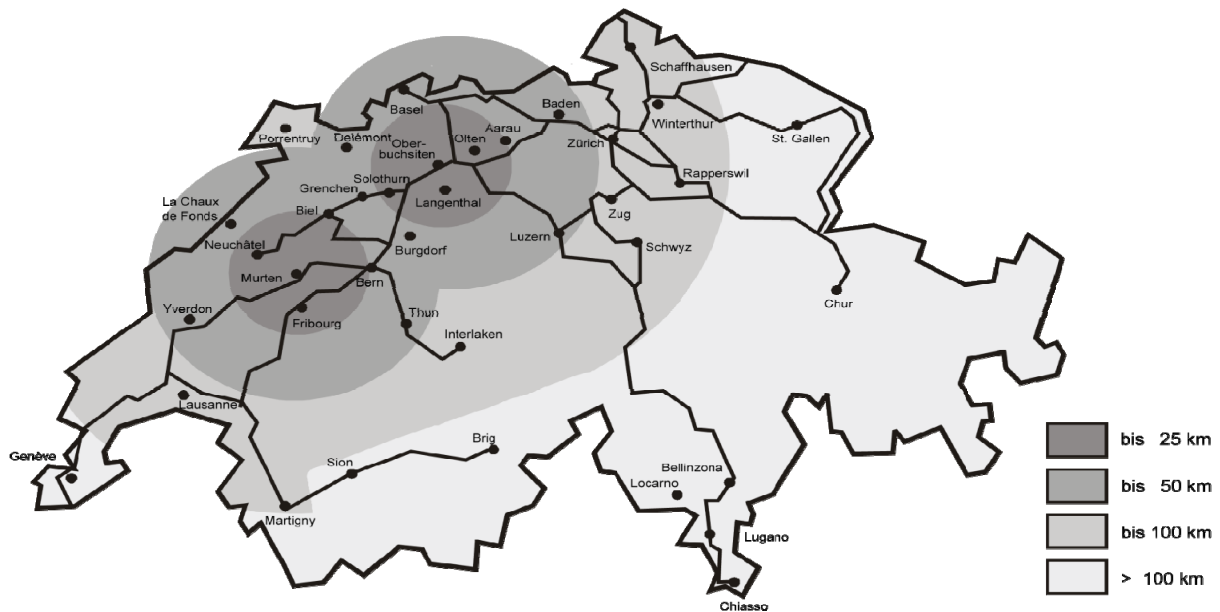 Schaffhausen
Basel
Baden
Winterthur
St. Gallen
Porrentruy
Delémont
Ober-
buchsiten
Olten
Aarau
Zürich
Rapperswil
Solothurn
Grenchen
Langenthal
La Chaux
de Fonds
Biel
Zug
Neuchâtel
Burgdorf
Luzern
Schwyz
Murten
Bern
Chur
Yverdon
Fribourg
Thun
Interlaken
Lausanne
Genève
Sion
Brig
Martigny
Bellinzona
Locarno
Lugano
Chiasso
bis 25 km
bis 50 km
bis 100 km
> 100 km